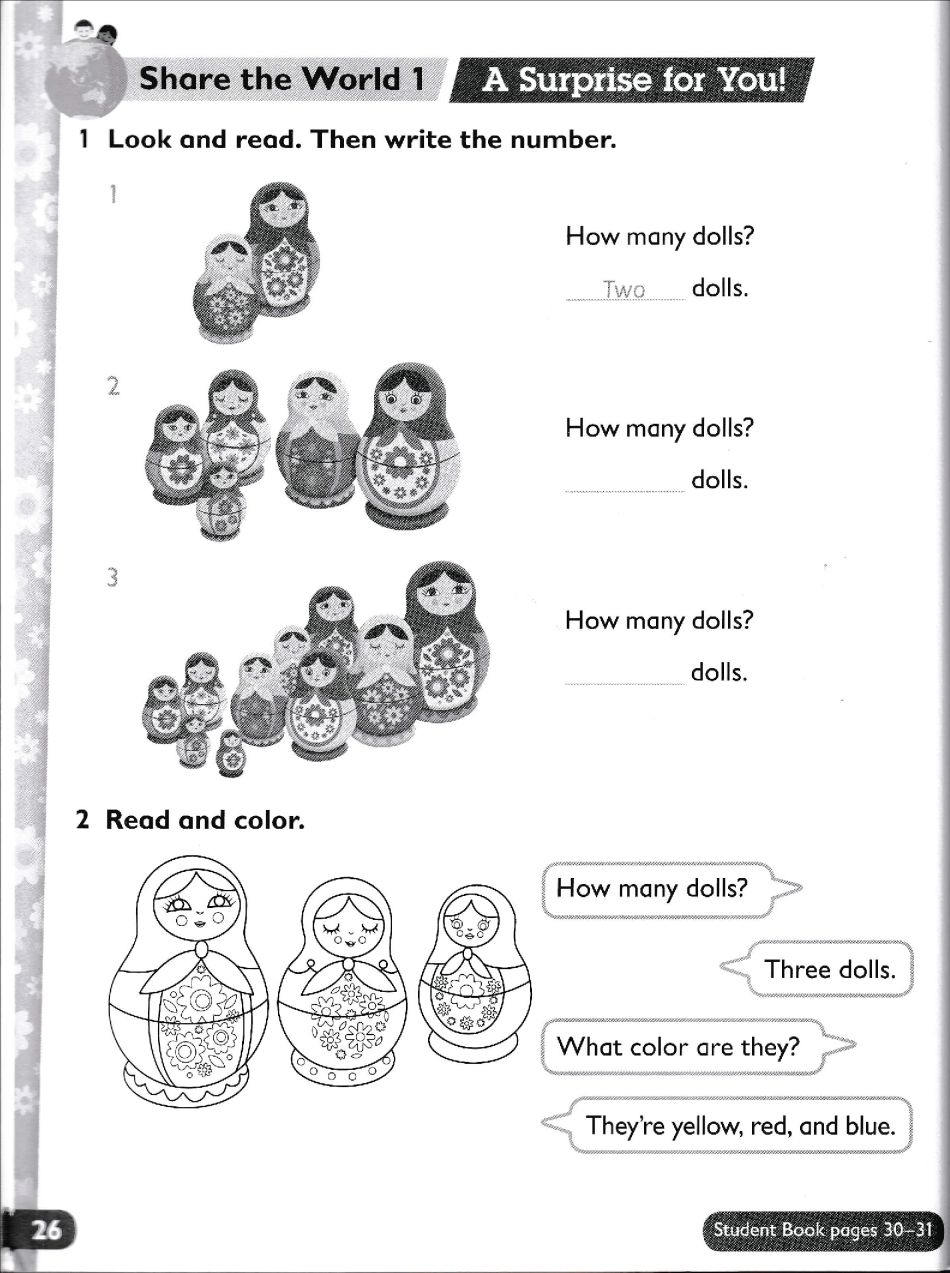 Share the World 1 A Surprise for You!
1 Look and read. Then write the number.
1
How many dolls?
Two dolls.
2
How many dolls?
dolls.
3
How many dolls?
dolls.
2 Read and color.
How many dolls?
Three dolls.
What color are they?
They're yellow, red, and blue.
26
Student Book pages 30–31